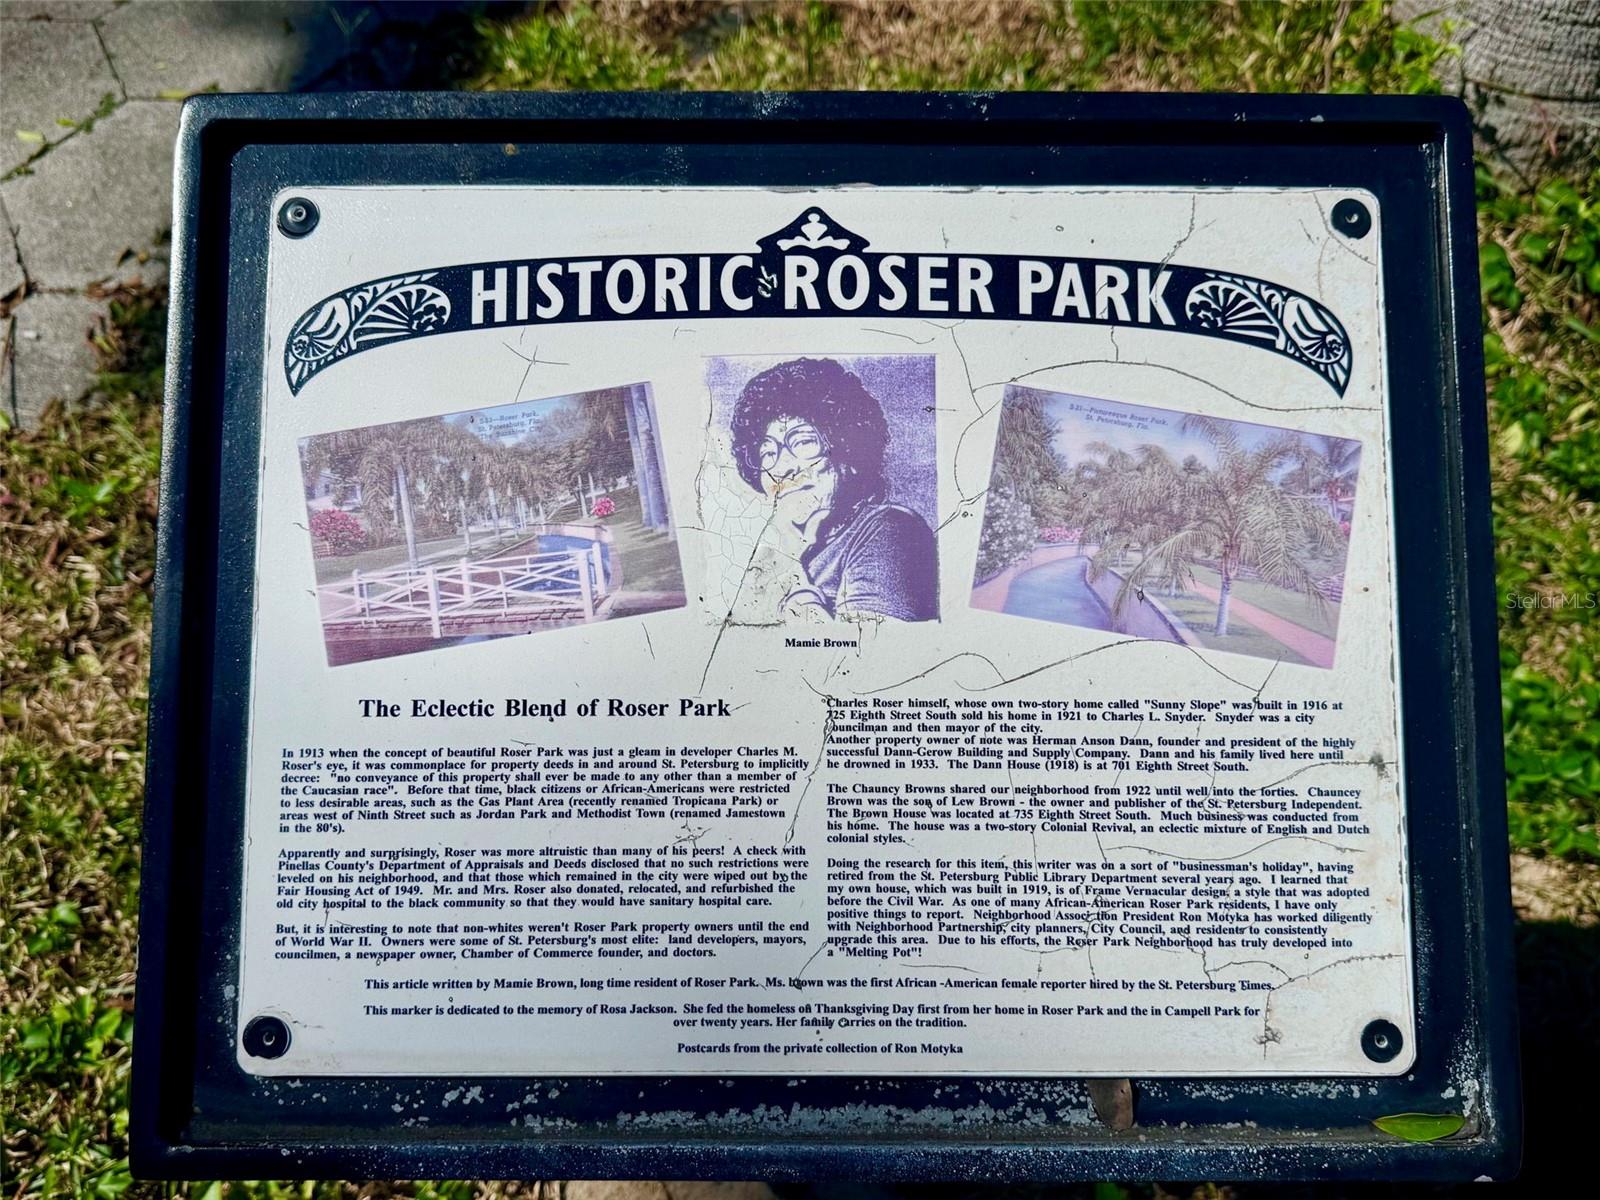 HISTORIC ROSER PARK
S-53—Roser Park,
St. Petersburg, Fla.
"The Sunshine City"
S-21—Picturesque Roser Park,
St. Petersburg, Fla.
Mamie Brown
The Eclectic Blend of Roser Park
In 1913 when the concept of beautiful Roser Park was just a gleam in developer Charles M.
Roser's eye, it was commonplace for property deeds in and around St. Petersburg to implicitly
decree: "no conveyance of this property shall ever be made to any other than a member of
the Caucasian race". Before that time, black citizens or African-Americans were restricted
to less desirable areas, such as the Gas Plant Area (recently renamed Tropicana Park) or
areas west of Ninth Street such as Jordan Park and Methodist Town (renamed Jamestown
in the 80's).
Apparently and surprisingly, Roser was more altruistic than many of his peers! A check with
Pinellas County's Department of Appraisals and Deeds disclosed that no such restrictions were
leveled on his neighborhood, and that those which remained in the city were wiped out by the
Fair Housing Act of 1949. Mr. and Mrs. Roser also donated, relocated, and refurbished the
old city hospital to the black community so that they would have sanitary hospital care.
But, it is interesting to note that non-whites weren't Roser Park property owners until the end
of World War II. Owners were some of St. Petersburg's most elite: land developers, mayors,
councilmen, a newspaper owner, Chamber of Commerce founder, and doctors.
Charles Roser himself, whose own two-story home called "Sunny Slope" was built in 1916 at
725 Eighth Street South sold his home in 1921 to Charles L. Snyder. Snyder was a city
councilman and then mayor of the city.
Another property owner of note was Herman Anson Dann, founder and president of the highly
successful Dann-Gerow Building and Supply Company. Dann and his family lived here until
he drowned in 1933. The Dann House (1918) is at 701 Eighth Street South.
The Chauncy Browns shared our neighborhood from 1922 until well into the forties. Chauncey
Brown was the son of Lew Brown - the owner and publisher of the St. Petersburg Independent.
The Brown House was located at 735 Eighth Street South. Much business was conducted from
his home. The house was a two-story Colonial Revival, an eclectic mixture of English and Dutch
colonial styles.
Doing the research for this item, this writer was on a sort of "businessman's holiday", having
retired from the St. Petersburg Public Library Department several years ago. I learned that
my own house, which was built in 1919, is of Frame Vernacular design, a style that was adopted
before the Civil War. As one of many African-American Roser Park residents, I have only
positive things to report. Neighborhood Association President Ron Motyka has worked diligently
with Neighborhood Partnership, city planners, City Council, and residents to consistently
upgrade this area. Due to his efforts, the Roser Park Neighborhood has truly developed into
a "Melting Pot"!
This article written by Mamie Brown, long time resident of Roser Park. Ms. Brown was the first African -American female reporter hired by the St. Petersburg Times.
This marker is dedicated to the memory of Rosa Jackson. She fed the homeless on Thanksgiving Day first from her home in Roser Park and the in Campell Park for
over twenty years. Her family carries on the tradition.
Postcards from the private collection of Ron Motyka
StellarMLS